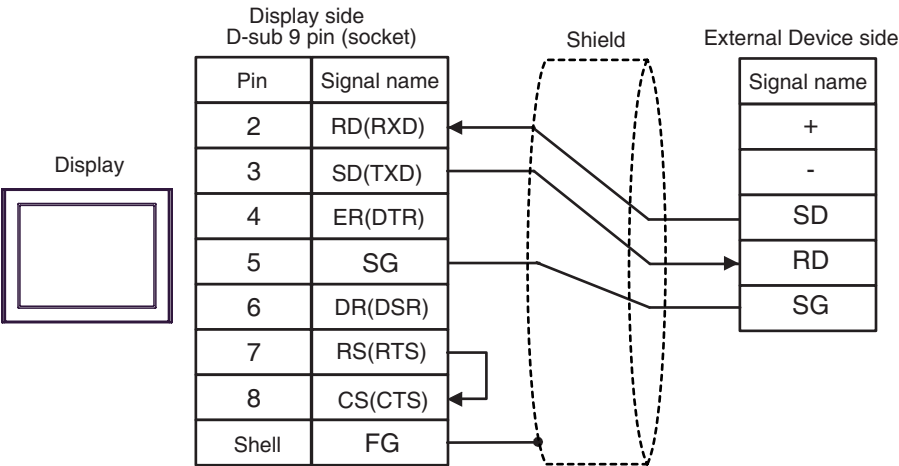 Display side
D-sub 9 pin (socket)
Shield
External Device side
Pin Signal name
Signal name
2 RD(RXD)
+
3 SD(TXD)
-
Display
4 ER(DTR)
SD
5 SG
RD
6 DR(DSR)
SG
7 RS(RTS)
8 CS(CTS)
Shell FG